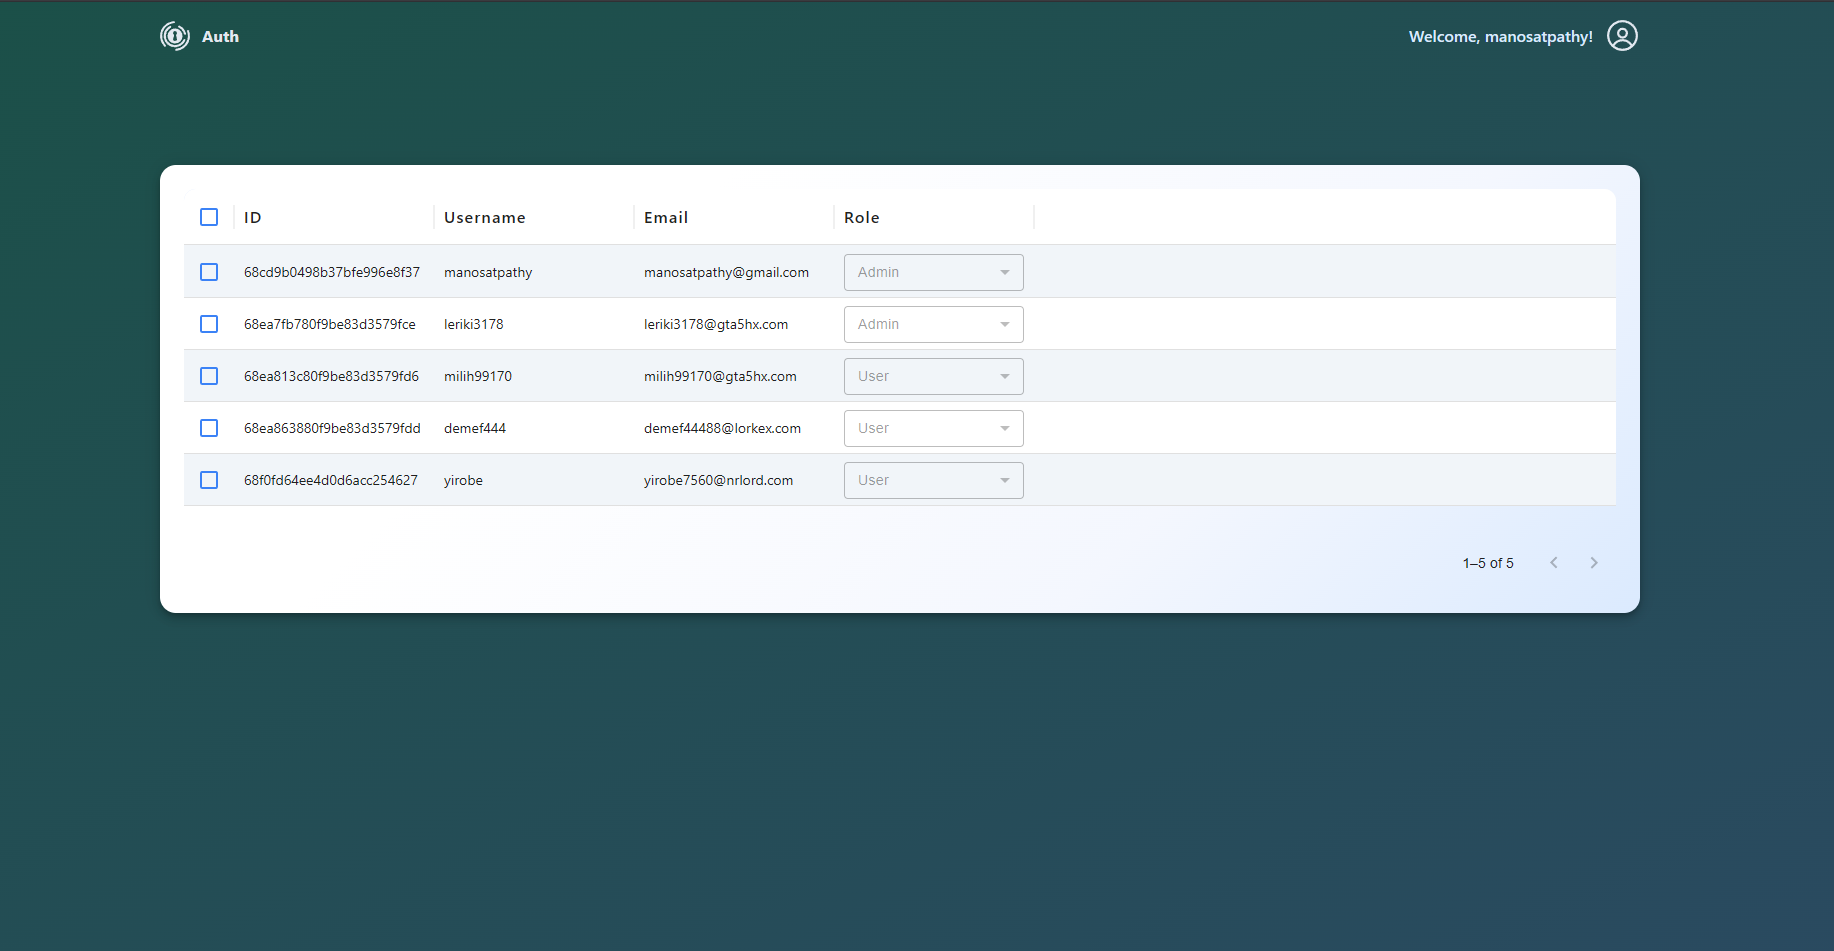 Auth Welcome, manosatpathy!
ID Username Email Role
68cd9b0498b37bfe996e8f37 manosatpathy manosatpathy@gmail.com Admin
68ea7fb780f9be83d3579fce leriki3178 leriki3178@gta5hx.com Admin
68ea813c80f9be83d3579fd6 milih99170 milih99170@gta5hx.com User
68ea863880f9be83d3579fdd demef444 demef44488@lorkex.com User
68f0fd64ee4d0d6acc254627 yirobe yirobe7560@nrlord.com User
1–5 of 5